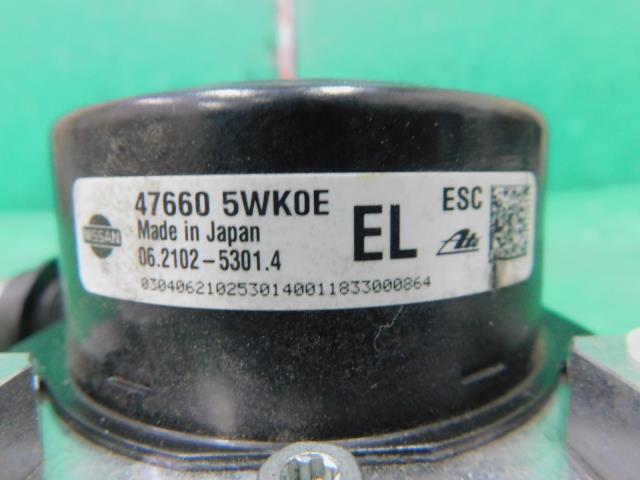 47660 5WK0E
NISSAN
Made in Japan
06.2102-5301.4
EL
ESC
Ate
0304062102530140011833000864